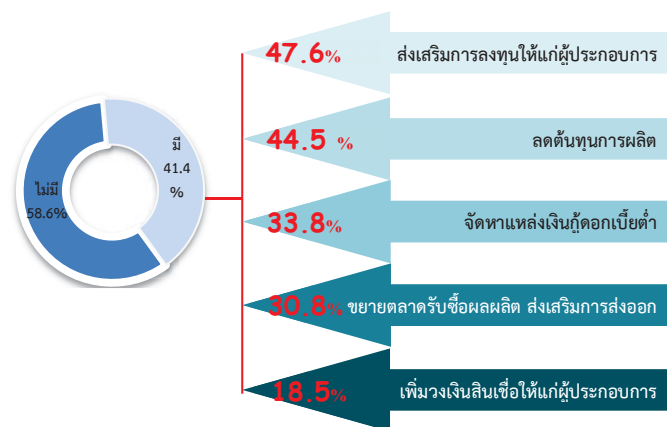 มี
41.4
%
ไม่มี
58.6%
47.6% ส่งเสริมการลงทุนให้แก่ผู้ประกอบการ
44.5 % ลดต้นทุนการผลิต
33.8% จัดหาแหล่งเงินกู้ดอกเบี้ยต่ำ
30.8% ขยายตลาดรับซื้อผลผลิต ส่งเสริมการส่งออก
18.5% เพิ่มวงเงินสินเชื่อให้แก่ผู้ประกอบการ